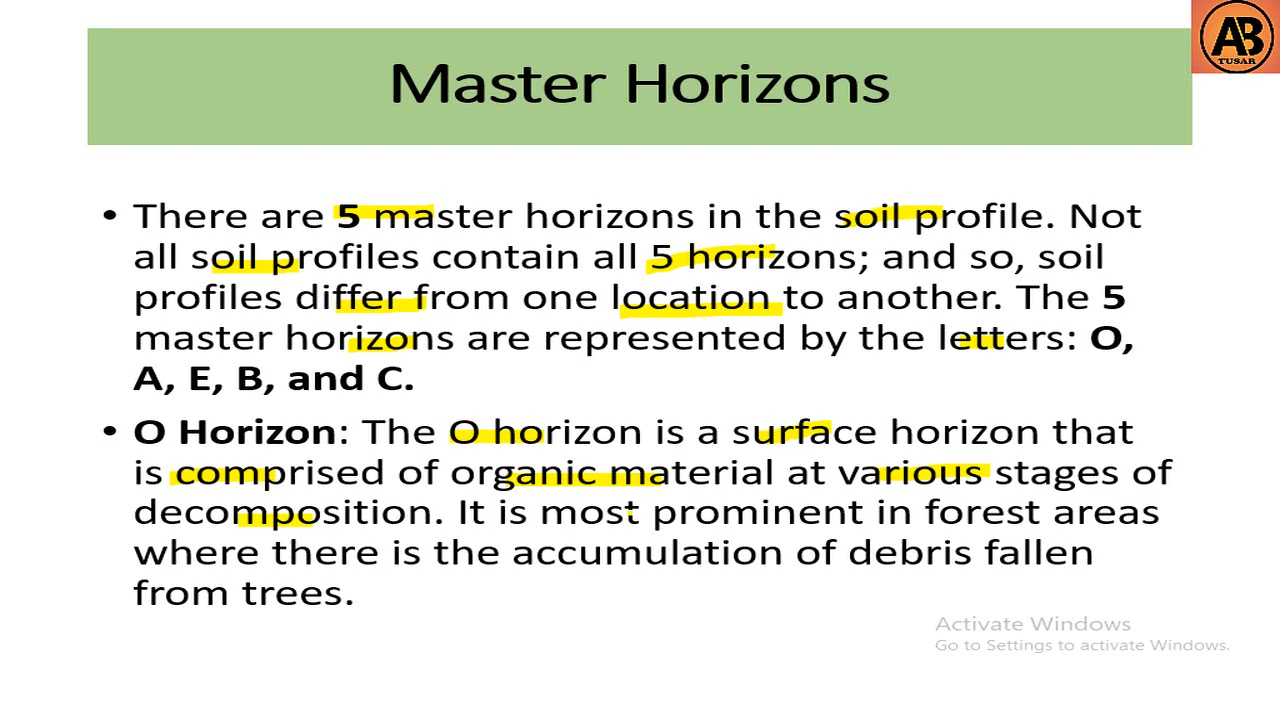 AB
TUSAR
Master Horizons
• There are 5 master horizons in the soil profile. Not
all soil profiles contain all 5 horizons; and so, soil
profiles differ from one location to another. The 5
master horizons are represented by the letters: O,
A, E, B, and C.
• O Horizon: The O horizon is a surface horizon that
is comprised of organic material at various stages of
decomposition. It is most prominent in forest areas
where there is the accumulation of debris fallen
from trees.
Activate Windows
Go to Settings to activate Windows.